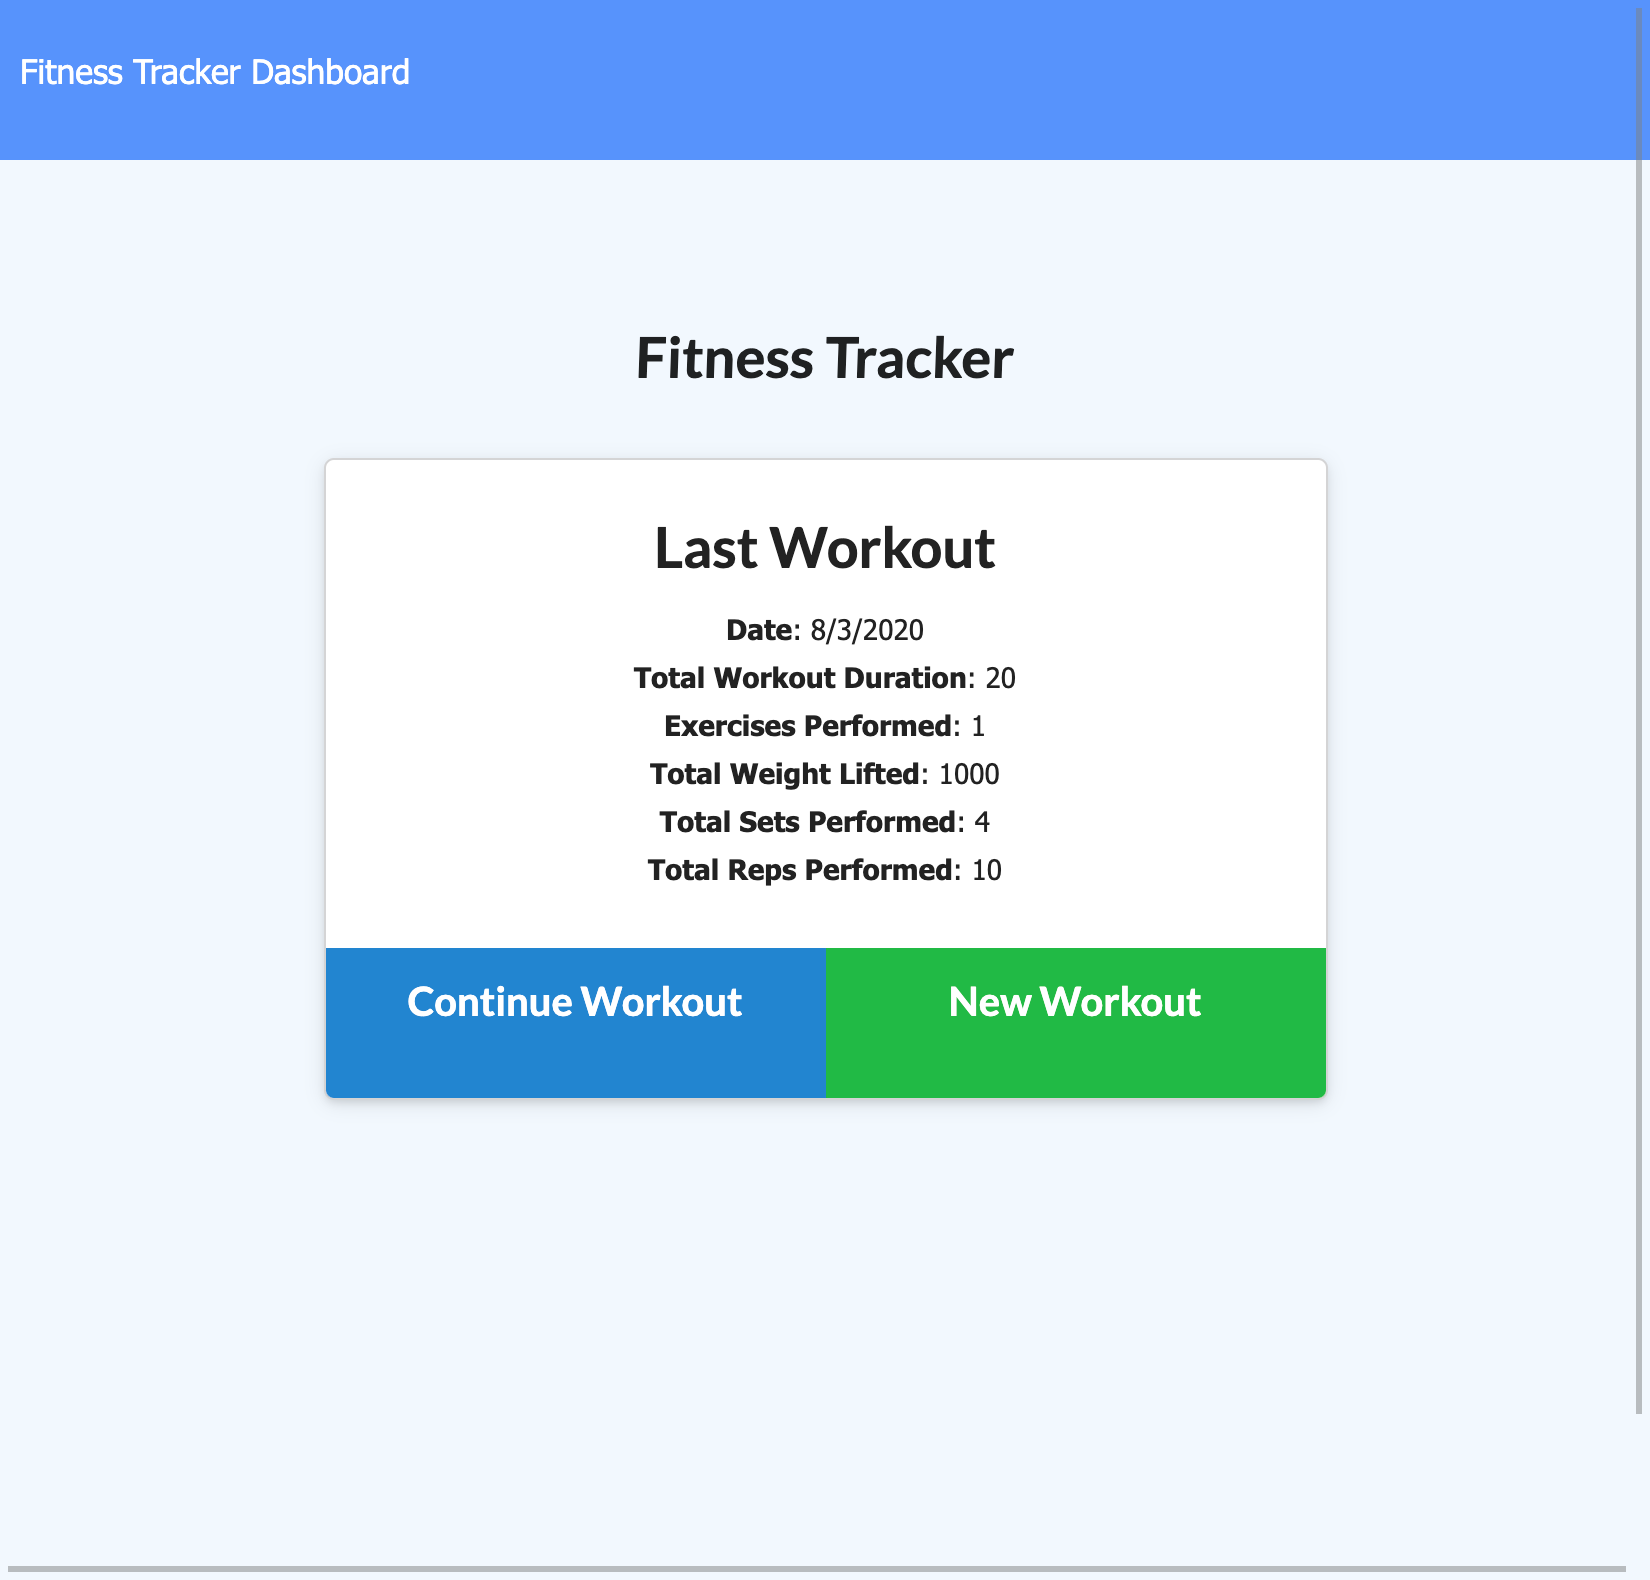 Fitness Tracker Dashboard
Fitness Tracker
Last Workout
Date: 8/3/2020
Total Workout Duration: 20
Exercises Performed: 1
Total Weight Lifted: 1000
Total Sets Performed: 4
Total Reps Performed: 10
Continue Workout
New Workout